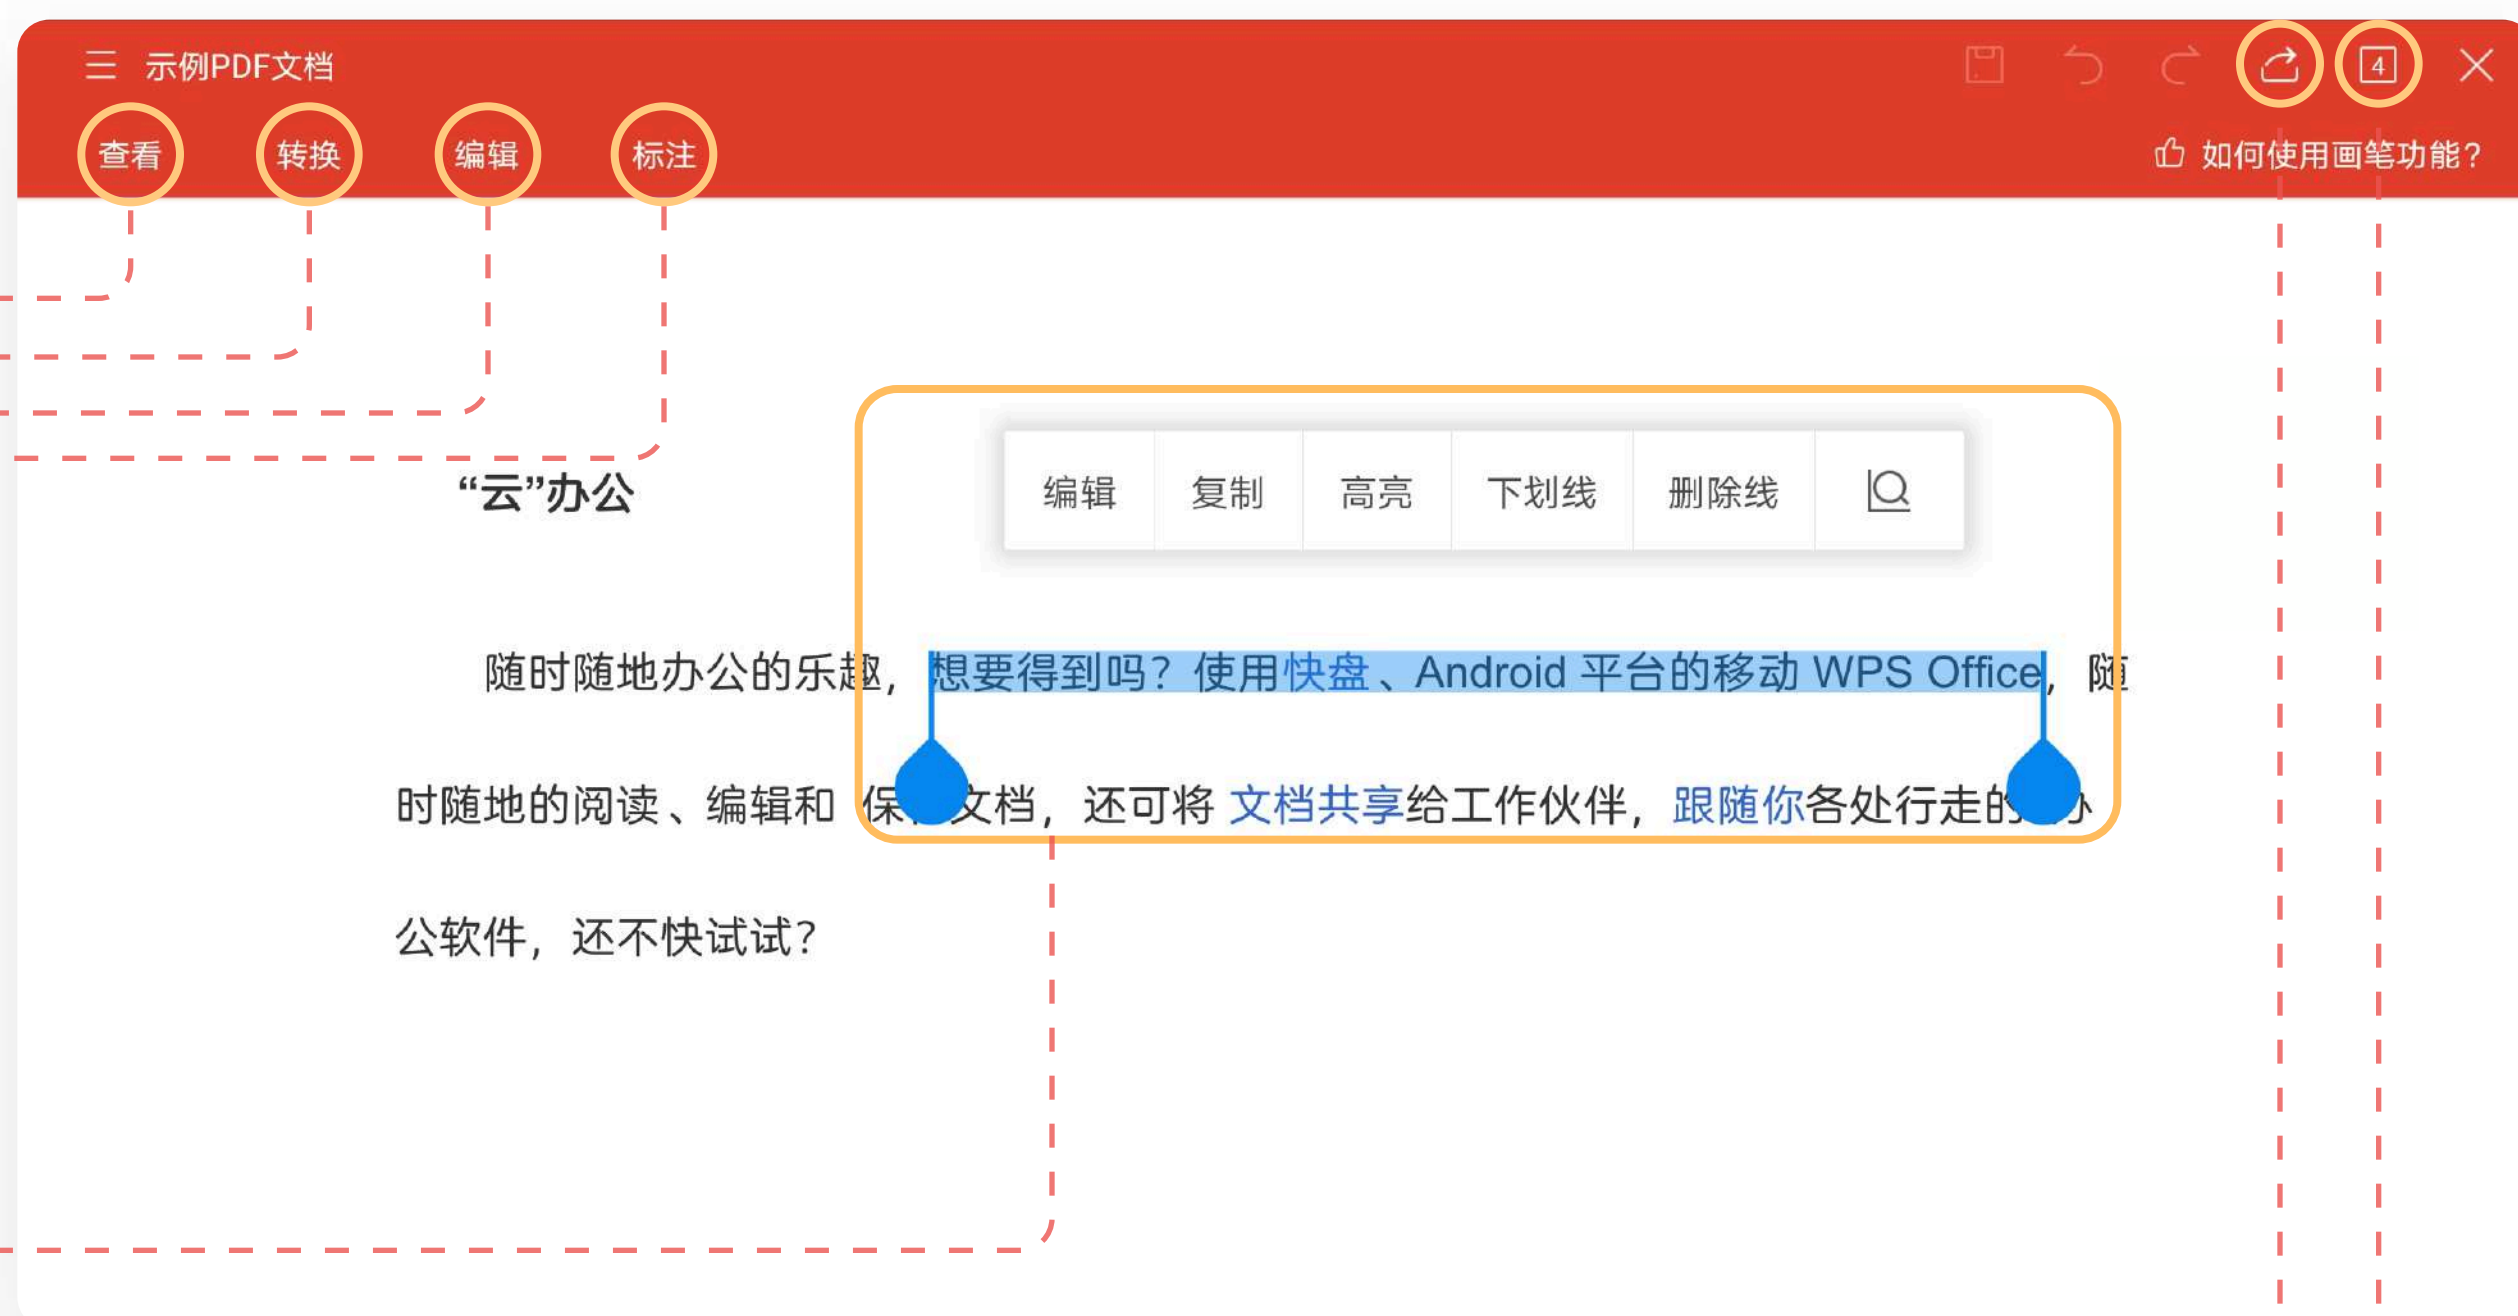 示例PDF文档
4
查看 转换 编辑 标注
如何使用画笔功能?
编辑 复制 高亮 下划线 删除线
“云”办公
随时随地办公的乐趣，想要得到吗？使用快盘、Android 平台的移动 WPS Office，随
时随地的阅读、编辑和 保 文档，还可将 文档共享给工作伙伴，跟随你各处行走的 办
公软件，还不快试试？